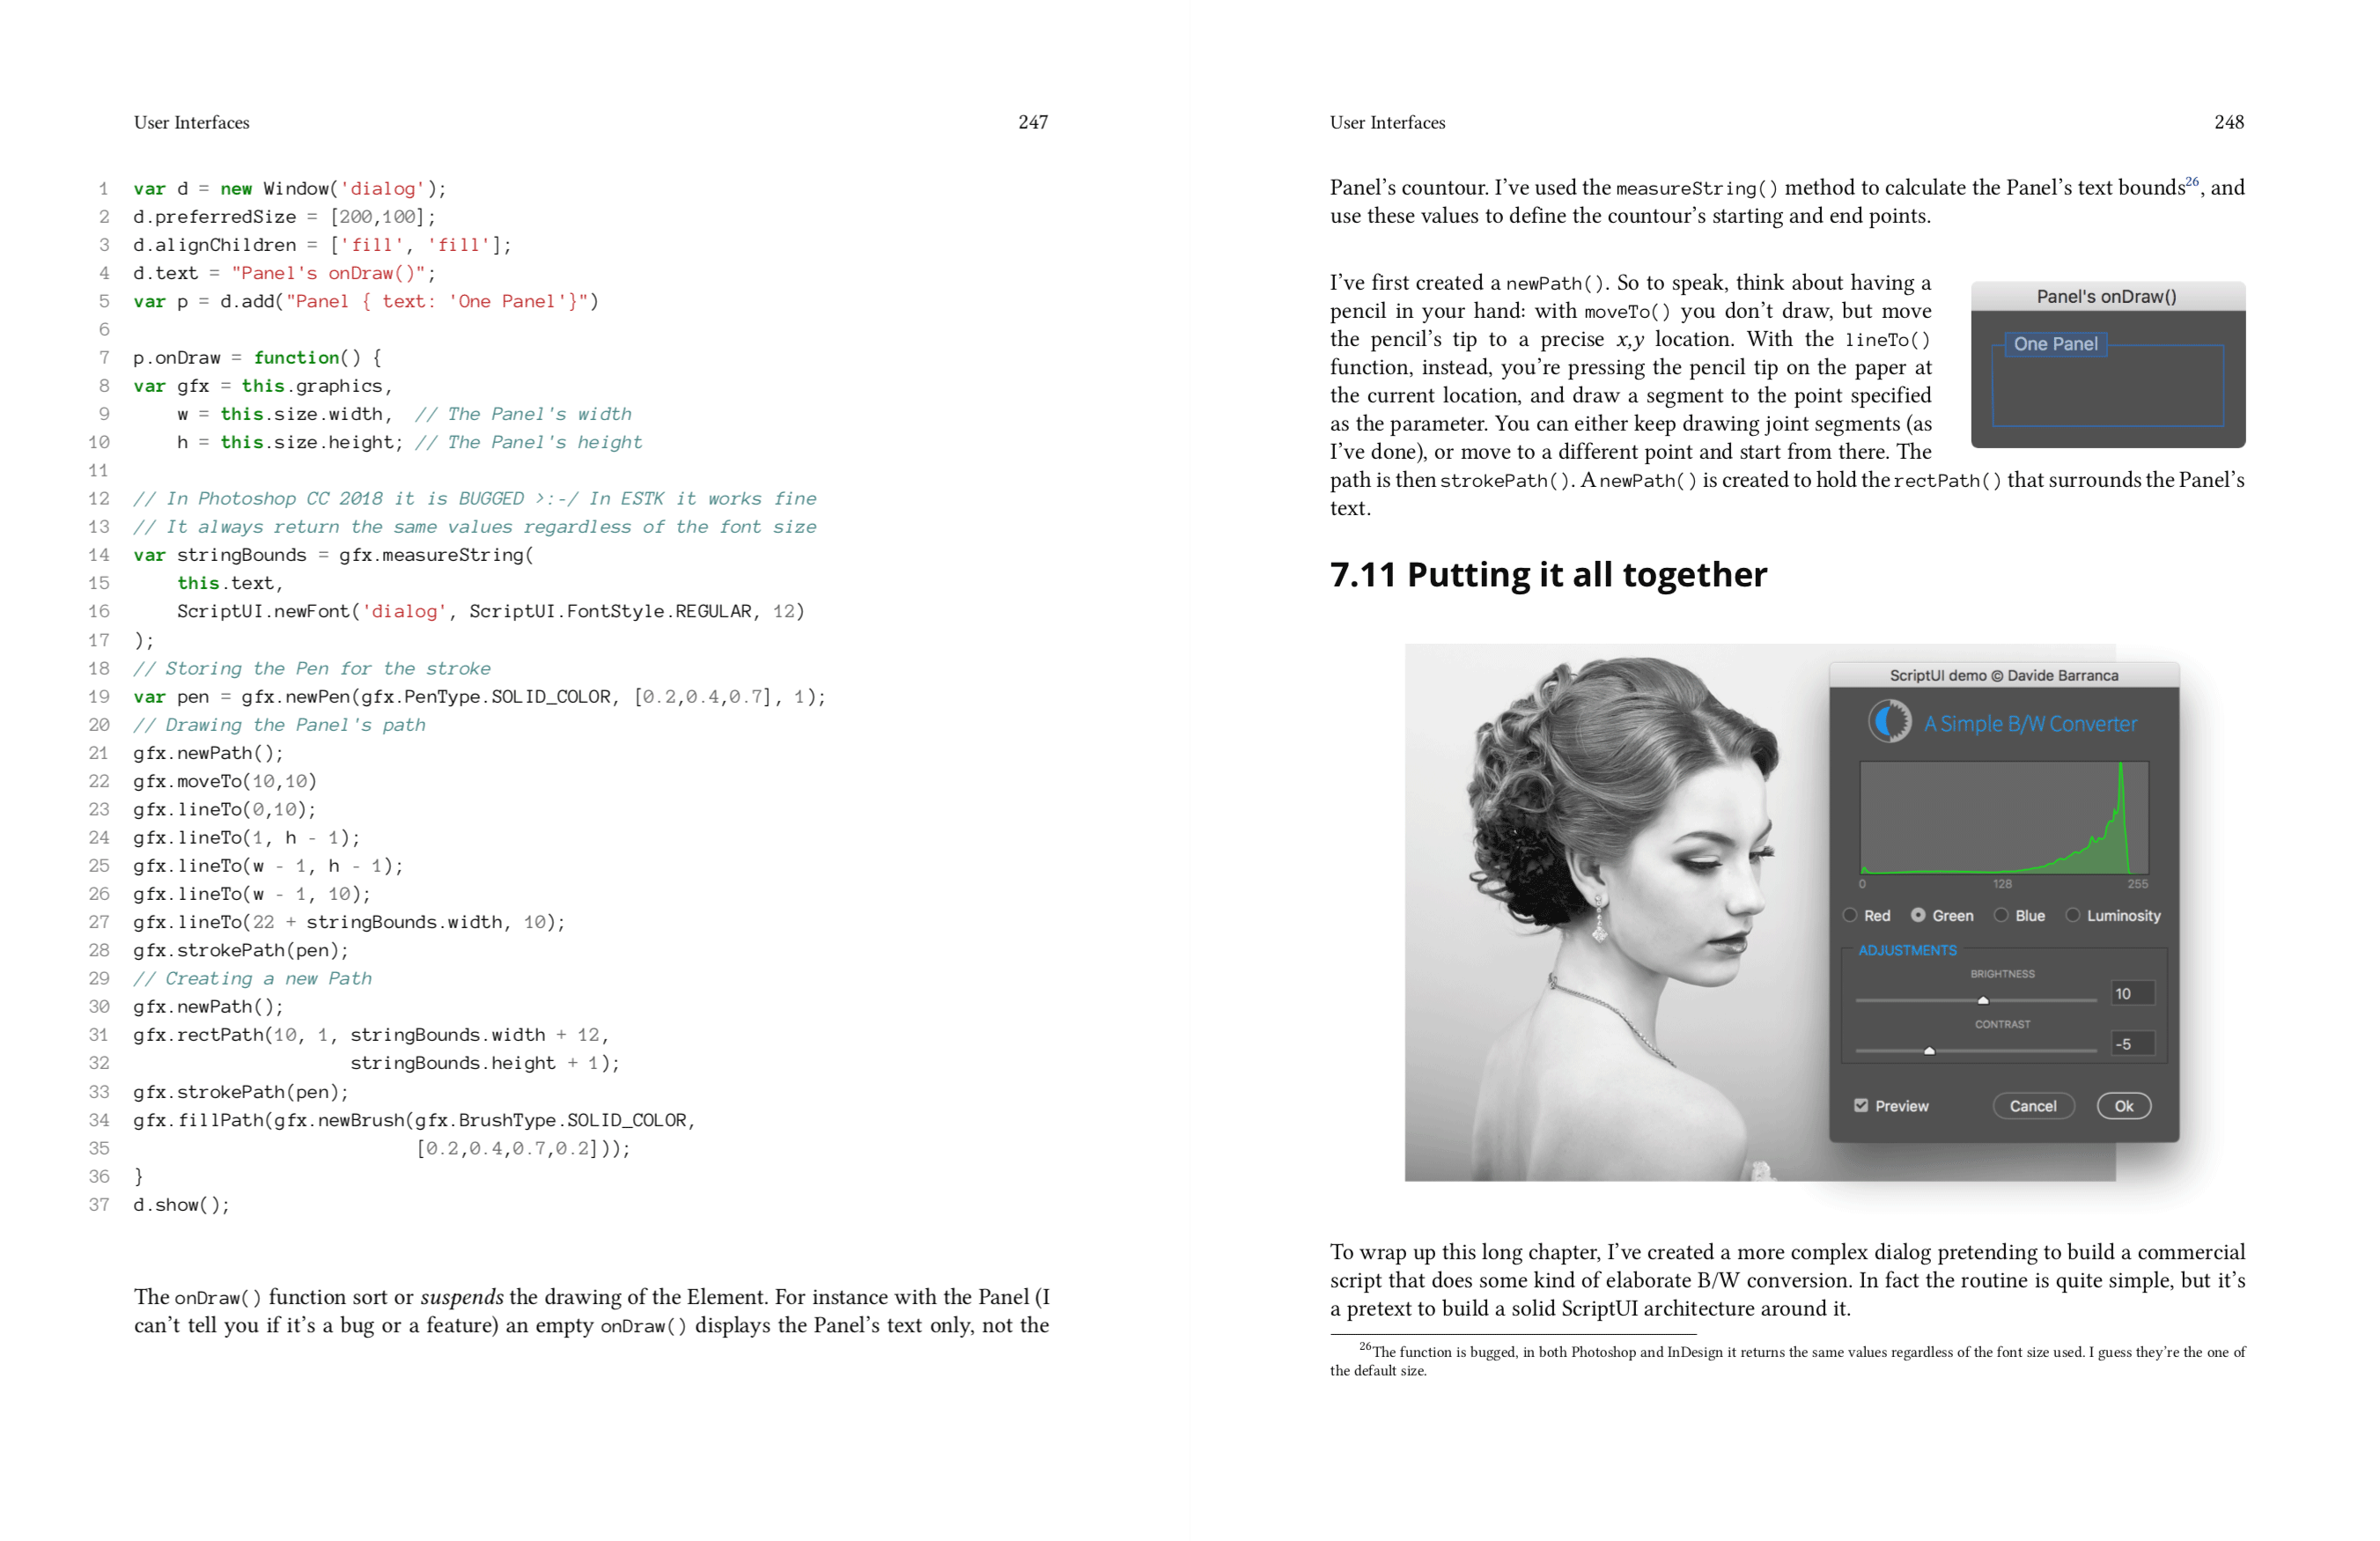 User Interfaces 247
1 var d = new Window('dialog');
2 d.preferredSize = [200,100];
3 d.alignChildren = ['fill', 'fill'];
4 d.text = "Panel's onDraw()";
5 var p = d.add("Panel { text: 'One Panel'}")
6
7 p.onDraw = function() {
8 var gfx = this.graphics,
9     w = this.size.width,  // The Panel's width
10     h = this.size.height; // The Panel's height
11
12 // In Photoshop CC 2018 it is BUGGED >:-/ In ESTK it works fine
13 // It always return the same values regardless of the font size
14 var stringBounds = gfx.measureString(
15     this.text,
16     ScriptUI.newFont('dialog', ScriptUI.FontStyle.REGULAR, 12)
17 );
18 // Storing the Pen for the stroke
19 var pen = gfx.newPen(gfx.PenType.SOLID_COLOR, [0.2,0.4,0.7], 1);
20 // Drawing the Panel's path
21 gfx.newPath();
22 gfx.moveTo(10,10)
23 gfx.lineTo(0,10);
24 gfx.lineTo(1, h - 1);
25 gfx.lineTo(w - 1, h - 1);
26 gfx.lineTo(w - 1, 10);
27 gfx.lineTo(22 + stringBounds.width, 10);
28 gfx.strokePath(pen);
29 // Creating a new Path
30 gfx.newPath();
31 gfx.rectPath(10, 1, stringBounds.width + 12,
32                     stringBounds.height + 1);
33 gfx.strokePath(pen);
34 gfx.fillPath(gfx.newBrush(gfx.BrushType.SOLID_COLOR,
35                           [0.2,0.4,0.7,0.2]));
36 }
37 d.show();
The onDraw() function sort or suspends the drawing of the Element. For instance with the Panel (I
can't tell you if it's a bug or a feature) an empty onDraw() displays the Panel's text only, not the
User Interfaces 248
Panel's countour. I've used the measureString() method to calculate the Panel's text bounds26, and
use these values to define the countour's starting and end points.
I've first created a newPath(). So to speak, think about having a
pencil in your hand: with moveTo() you don't draw, but move
the pencil's tip to a precise x,y location. With the lineTo()
function, instead, you're pressing the pencil tip on the paper at
the current location, and draw a segment to the point specified
as the parameter. You can either keep drawing joint segments (as
I've done), or move to a different point and start from there. The
path is then strokePath(). A newPath() is created to hold the rectPath() that surrounds the Panel's
text.
Panel's onDraw()
One Panel
7.11 Putting it all together
ScriptUI demo © Davide Barranca
A Simple B/W Converter
0 128 255
Red Green Blue Luminosity
ADJUSTMENTS
BRIGHTNESS
10
CONTRAST
-5
Preview Cancel Ok
To wrap up this long chapter, I've created a more complex dialog pretending to build a commercial
script that does some kind of elaborate B/W conversion. In fact the routine is quite simple, but it's
a pretext to build a solid ScriptUI architecture around it.
26The function is bugged, in both Photoshop and InDesign it returns the same values regardless of the font size used. I guess they're the one of
the default size.